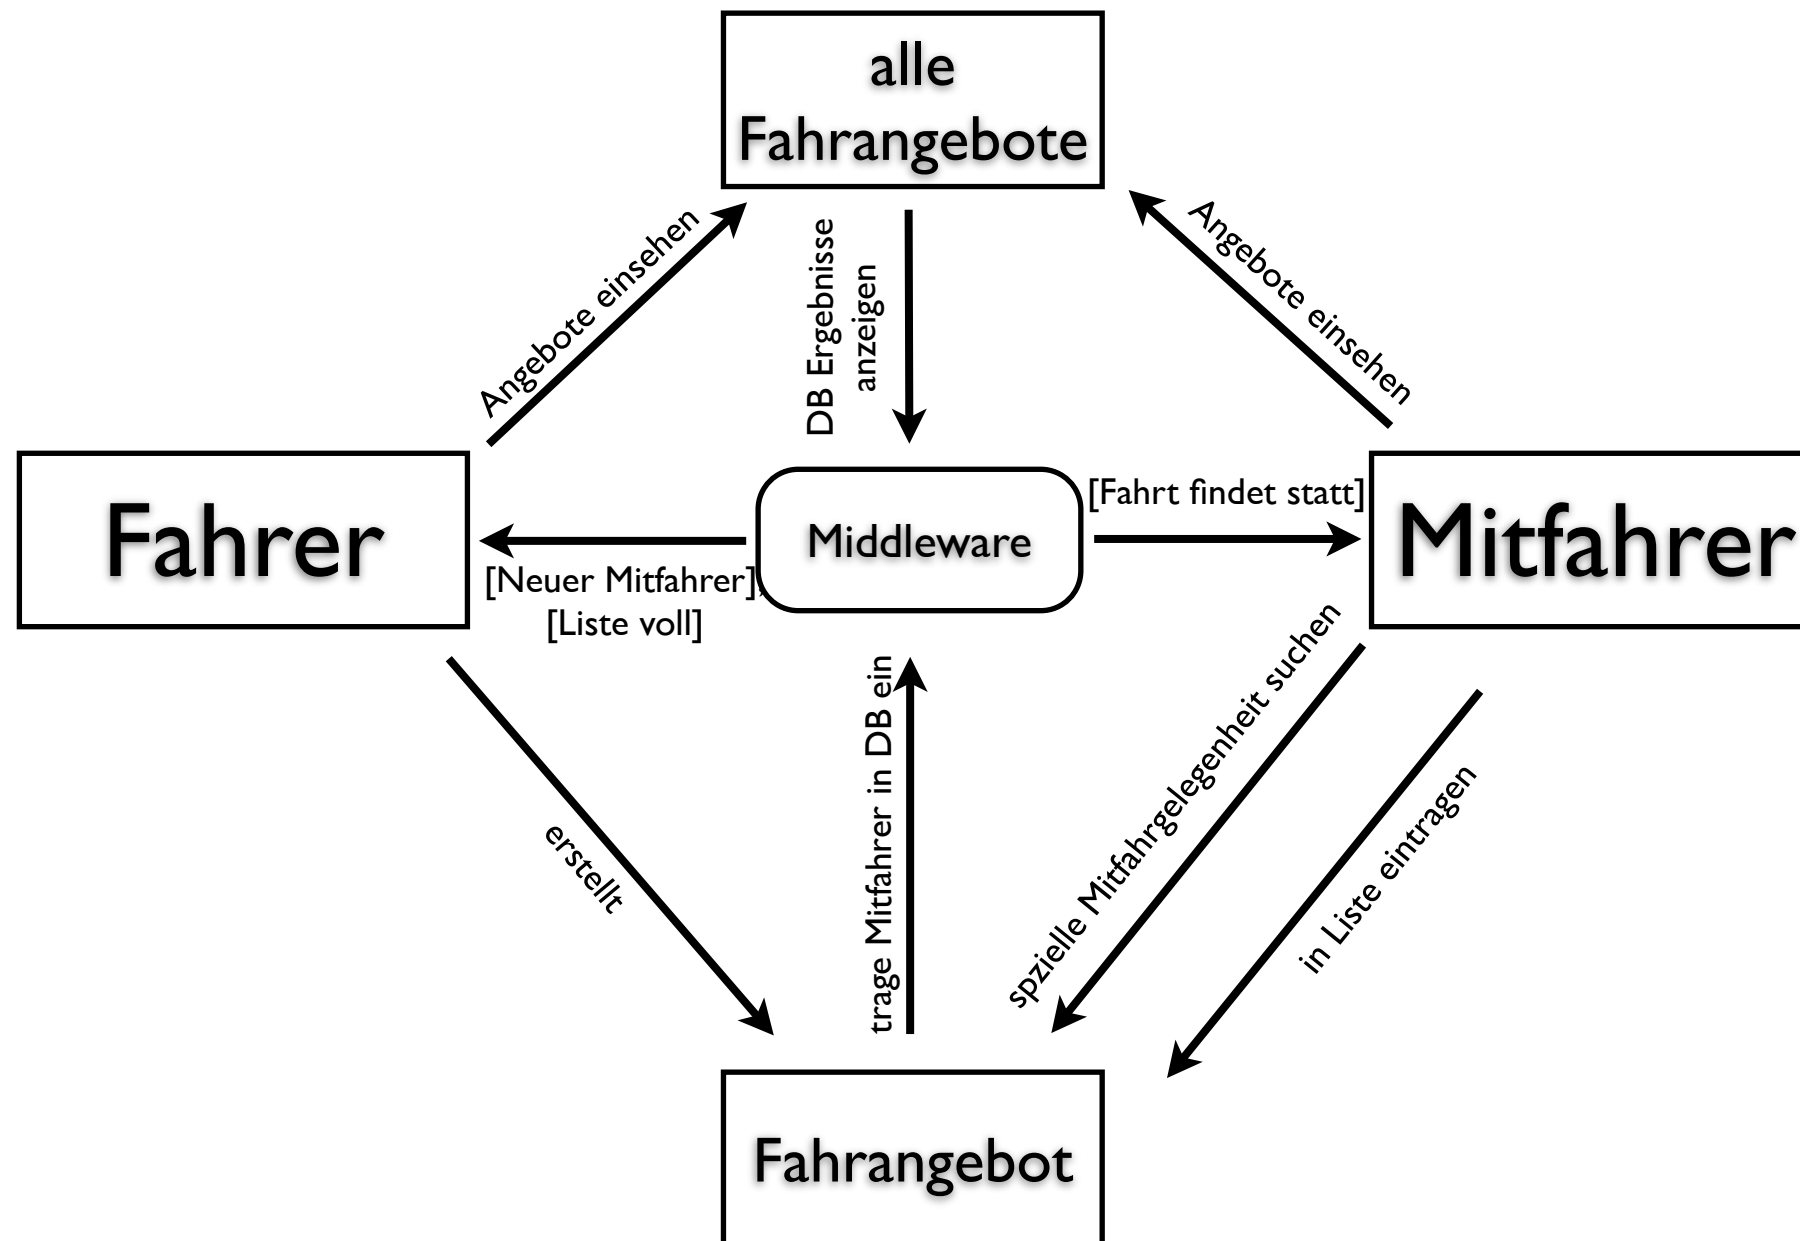 alle
Fahrangebote
Angebote einsehen
DB Ergebnisse
anzeigen
Angebote einsehen
Fahrer
[Neuer Mitfahrer],
[Liste voll]
Middleware
[Fahrt findet statt]
Mitfahrer
erstellt
trage Mitfahrer in DB ein
spzielle Mitfahrgelegenheit suchen
in Liste eintragen
Fahrangebot